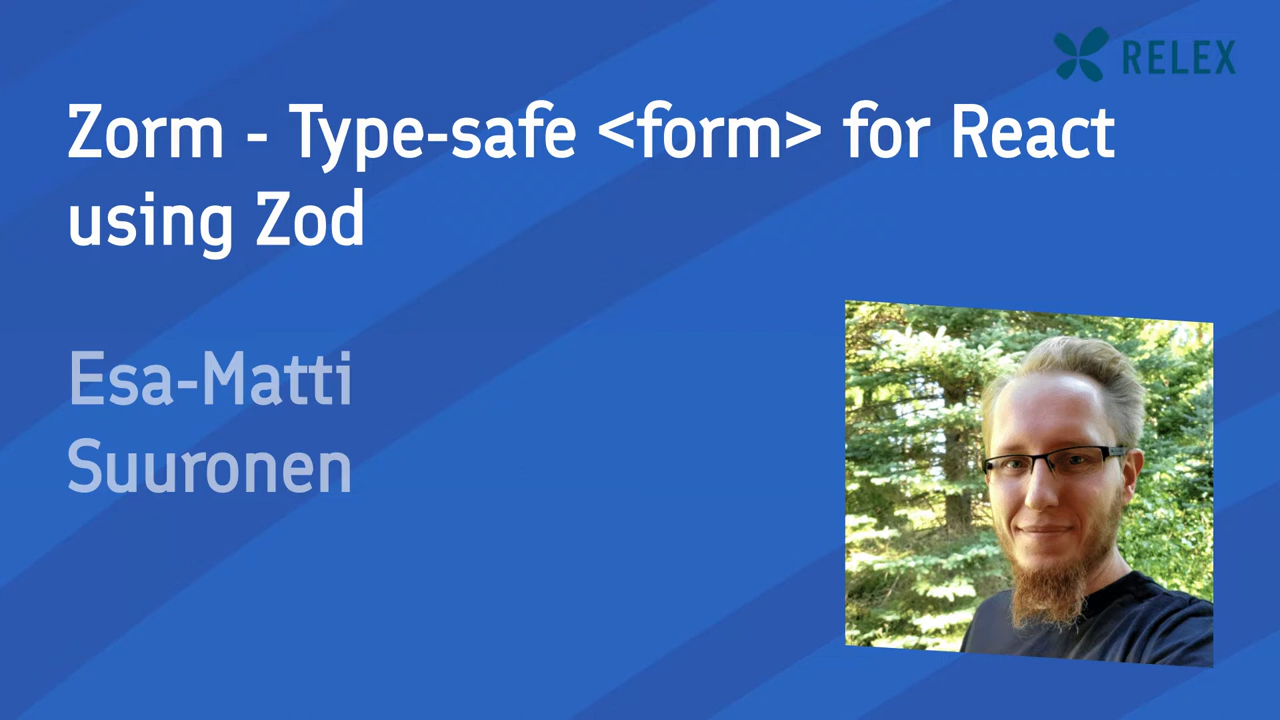 RELEX
Zorm - Type-safe <form> for React
using Zod
Esa-Matti
Suuronen